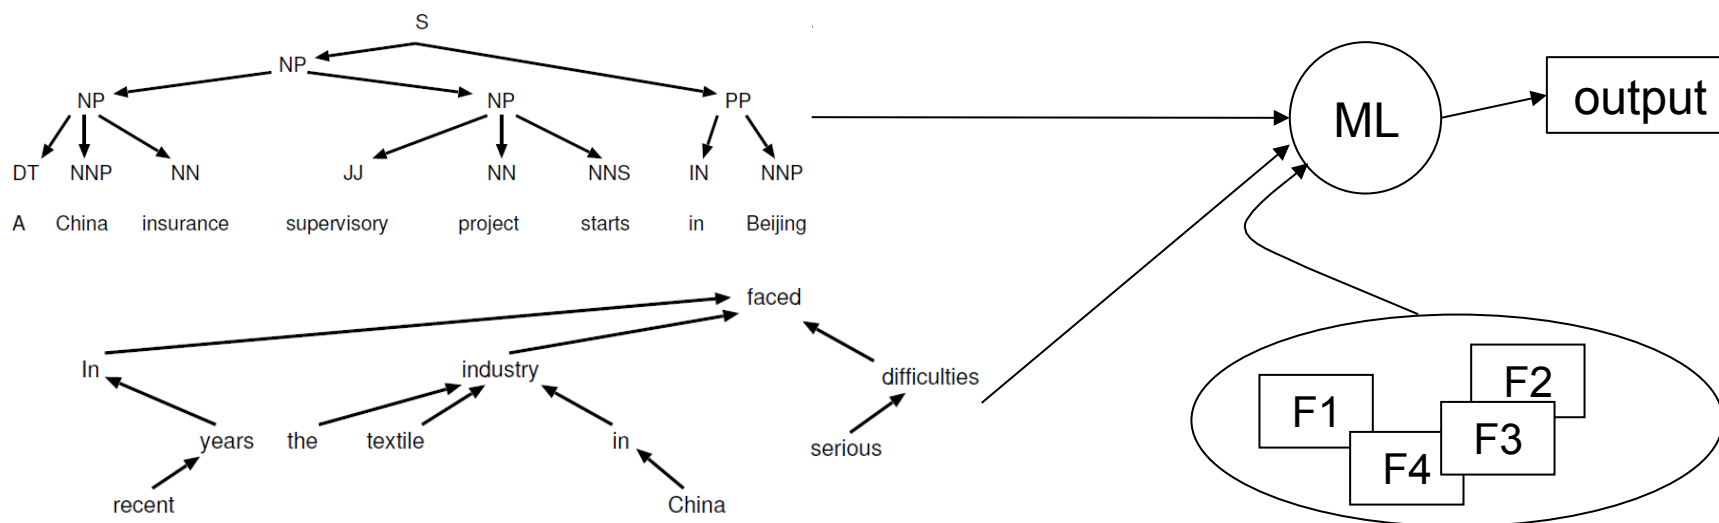 S
NP
NP NP PP
DT NNP NN JJ NN NNS IN NNP
A China insurance supervisory project starts in Beijing
faced
In industry difficulties
years the textile in serious
recent China
ML
output
F1 F2
F4 F3